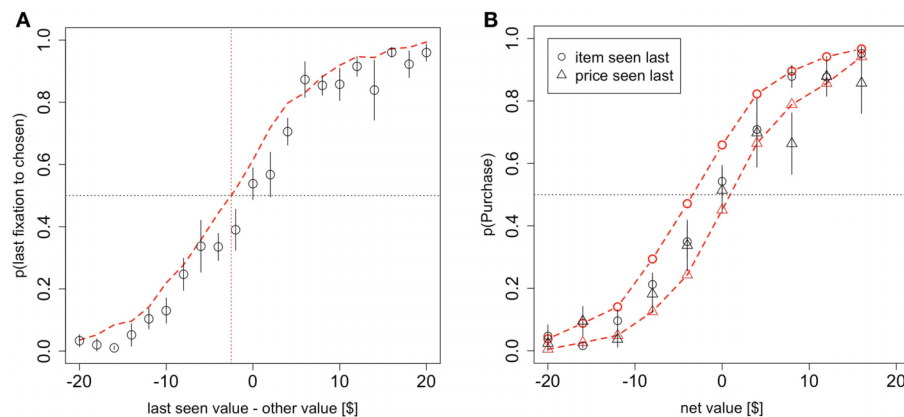 A
p(last fixation to chosen)
1.0
0.8
0.6
0.4
0.2
0.0
-20
-10
0
10
20
last seen value - other value [$]
B
p(Purchase)
1.0
0.8
0.6
0.4
0.2
0.0
item seen last
price seen last
-20
-10
0
10
20
net value [$]